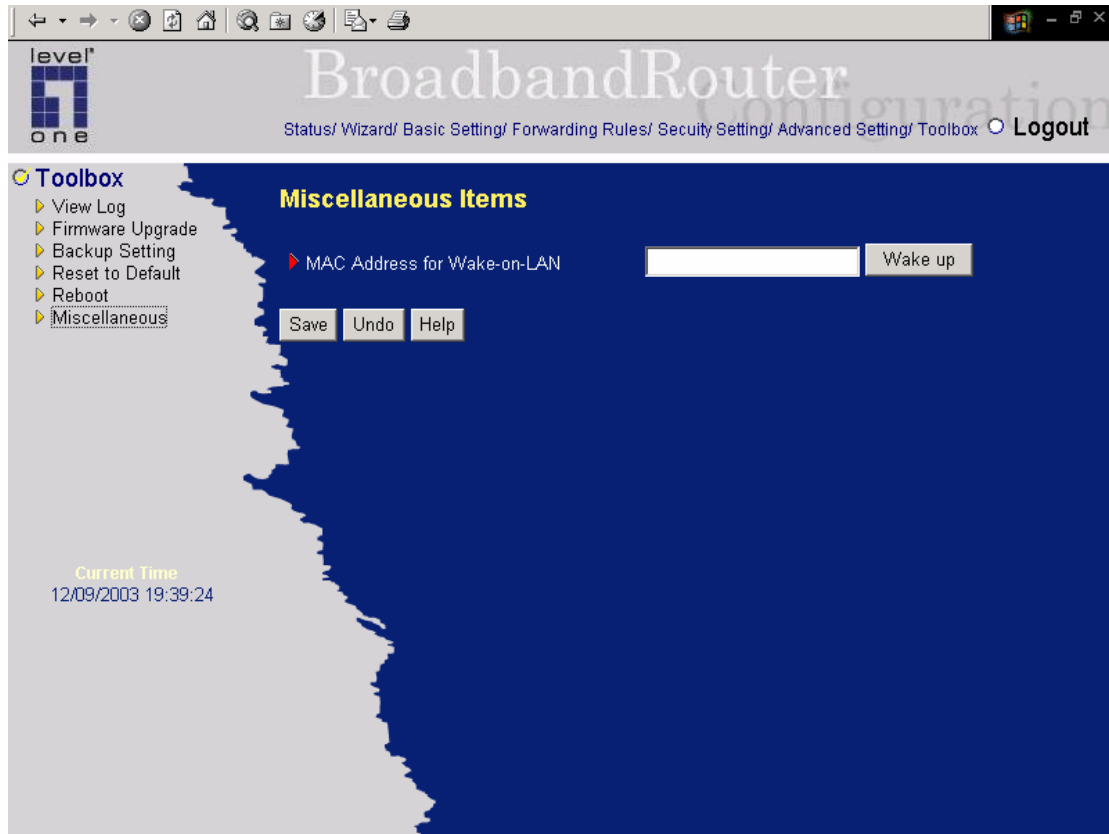 level
one
BroadbandRouter
Configuration
Status/ Wizard/ Basic Setting/ Forwarding Rules/ Secuity Setting/ Advanced Setting/ Toolbox
Logout
Toolbox
View Log
Firmware Upgrade
Backup Setting
Reset to Default
Reboot
Miscellaneous
Current Time
12/09/2003 19:39:24
Miscellaneous Items
MAC Address for Wake-on-LAN
Wake up
Save Undo Help